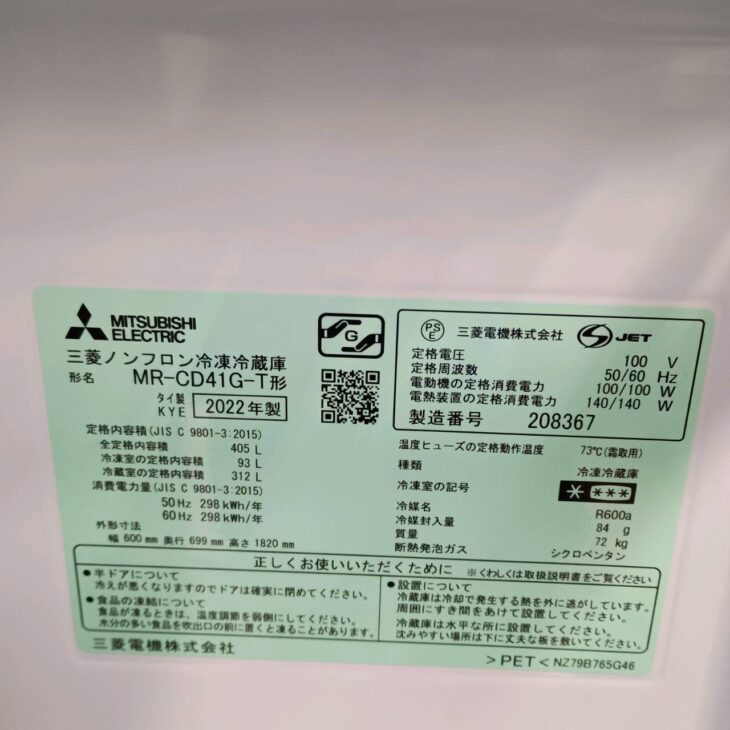 MITSUBISHI
ELECTRIC
三菱ノンフロン冷凍冷蔵庫
形名 MR-CD41G-T形
タイ製
KYE
2022年製
G
定格内容積(JIS C 9801-3:2015)
全定格内容積 405 L
冷凍室の定格内容積 93 L
冷蔵室の定格内容積 312 L
消費電力量(JIS C 9801-3:2015)
50Hz 298 kWh/年
60Hz 298 kWh/年
外形寸法
幅 600mm 奥行 699mm 高さ 1820mm
PSE 三菱電機株式会社 S JET
定格電圧 100 V
定格周波数 50/60 Hz
電動機の定格消費電力 100/100 W
電熱装置の定格消費電力 140/140 W
製造番号 208367
温度ヒューズの定格動作温度 73℃(霜取用)
種類 冷凍冷蔵庫
冷凍室の記号 * ***
冷媒名 R600a
冷媒封入量 84 g
質量 72 kg
断熱発泡ガス シクロペンタン
正しくお使いいただくために ※くわしくは取扱説明書をご覧ください
●半ドアについて
冷えが悪くなりますのでドアは確実に閉めてください。
●食品の凍結について
食品が凍るときは、温度調節を弱側にしてください。
水分の多い食品を吹出口の前に置くと凍ることがあります。
●設置について
冷蔵庫は冷却で発生する熱を外に逃がしています。
周囲にすき間をあけて設置してください。
冷蔵庫は水平な所に設置してください。
沈みやすい場所は下に丈夫な板を敷いてください。
三菱電機株式会社
>PET< NZ79B765G46